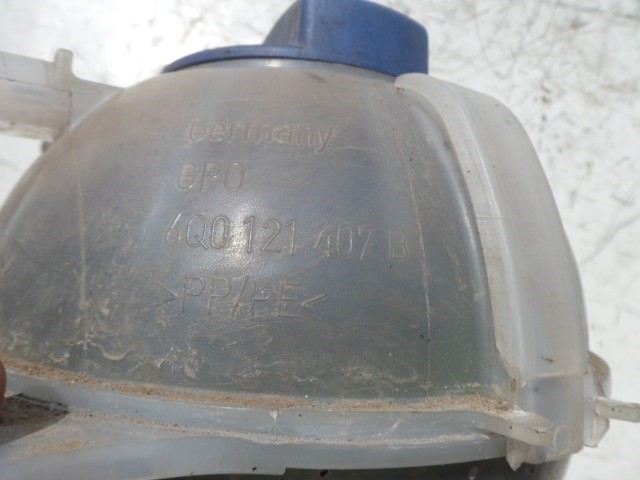 Germany
GPO
6Q0 121 407 B
>PP/PE<